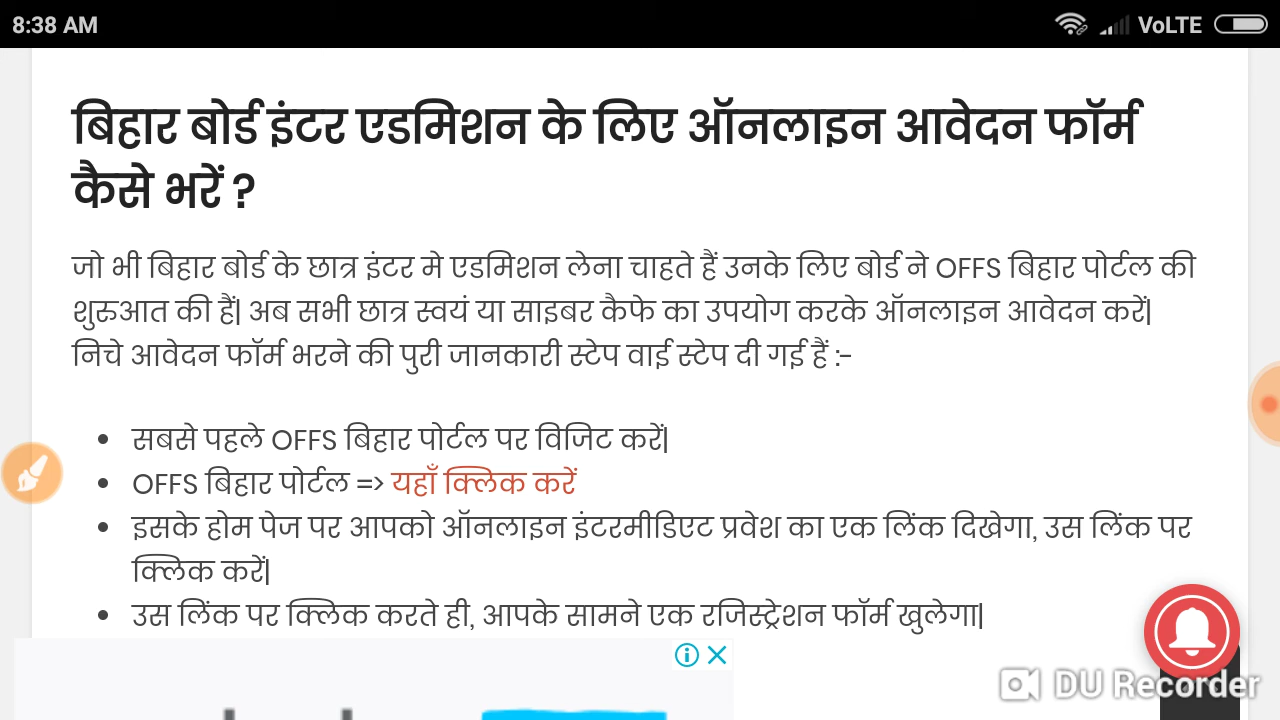 8:38 AM
VoLTE
बिहार बोर्ड इंटर एडमिशन के लिए ऑनलाइन आवेदन फॉर्म
कैसे भरें ?
जो भी बिहार बोर्ड के छात्र इंटर मे एडमिशन लेना चाहते हैं उनके लिए बोर्ड ने OFFS बिहार पोर्टल की
शुरुआत की हैं| अब सभी छात्र स्वयं या साइबर कैफे का उपयोग करके ऑनलाइन आवेदन करें|
निचे आवेदन फॉर्म भरने की पुरी जानकारी स्टेप वाई स्टेप दी गई हैं :–
• सबसे पहले OFFS बिहार पोर्टल पर विजिट करें|
• OFFS बिहार पोर्टल => यहाँ क्लिक करें
• इसके होम पेज पर आपको ऑनलाइन इंटरमीडिएट प्रवेश का एक लिंक दिखेगा, उस लिंक पर
क्लिक करें|
• उस लिंक पर क्लिक करते ही, आपके सामने एक रजिस्ट्रेशन फॉर्म खुलेगा|
DU Recorder